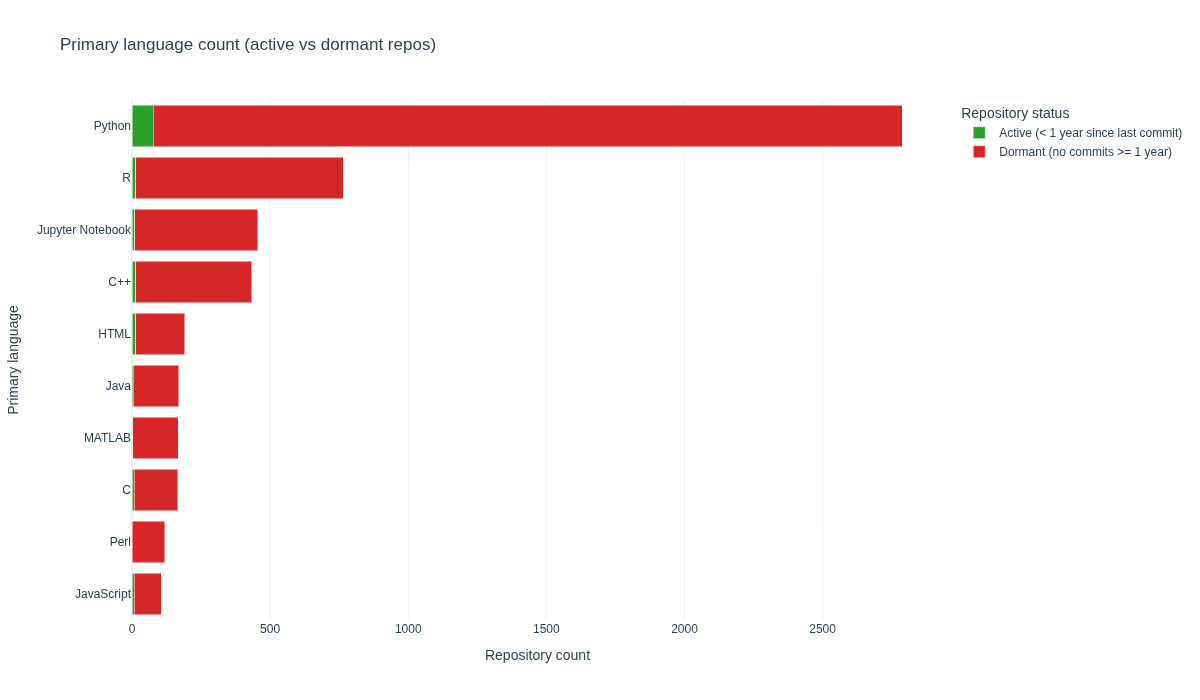 Primary language count (active vs dormant repos)
Repository status
Active (< 1 year since last commit)
Dormant (no commits >= 1 year)
Primary language
Python
R
Jupyter Notebook
C++
HTML
Java
MATLAB
C
Perl
JavaScript
0 500 1000 1500 2000 2500
Repository count